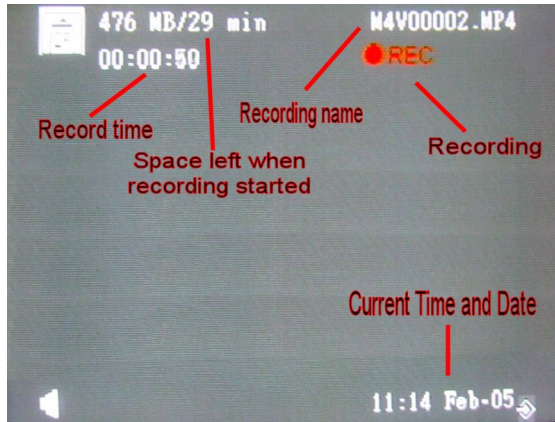 476 MB/29 min
M4V00002.MP4
00:00:50
REC
Record time
Recording name
Recording
Space left when
recording started
Current Time and Date
11:14 Feb-05